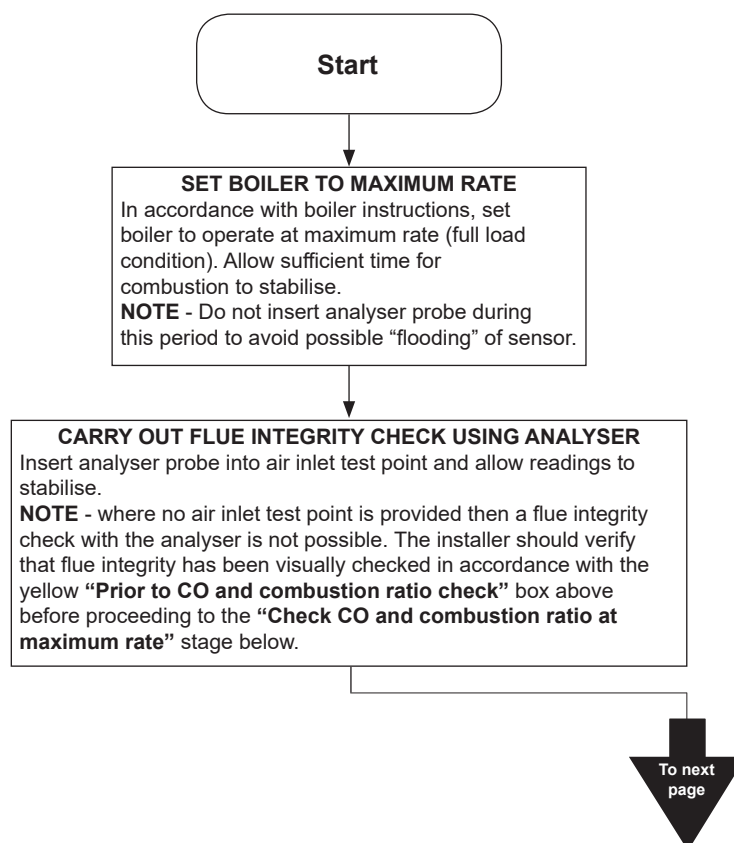 Start
SET BOILER TO MAXIMUM RATE
In accordance with boiler instructions, set
boiler to operate at maximum rate (full load
condition). Allow sufficient time for
combustion to stabilise.
NOTE - Do not insert analyser probe during
this period to avoid possible “flooding” of sensor.
CARRY OUT FLUE INTEGRITY CHECK USING ANALYSER
Insert analyser probe into air inlet test point and allow readings to
stabilise.
NOTE - where no air inlet test point is provided then a flue integrity
check with the analyser is not possible. The installer should verify
that flue integrity has been visually checked in accordance with the
yellow “Prior to CO and combustion ratio check” box above
before proceeding to the “Check CO and combustion ratio at
maximum rate” stage below.
To next
page